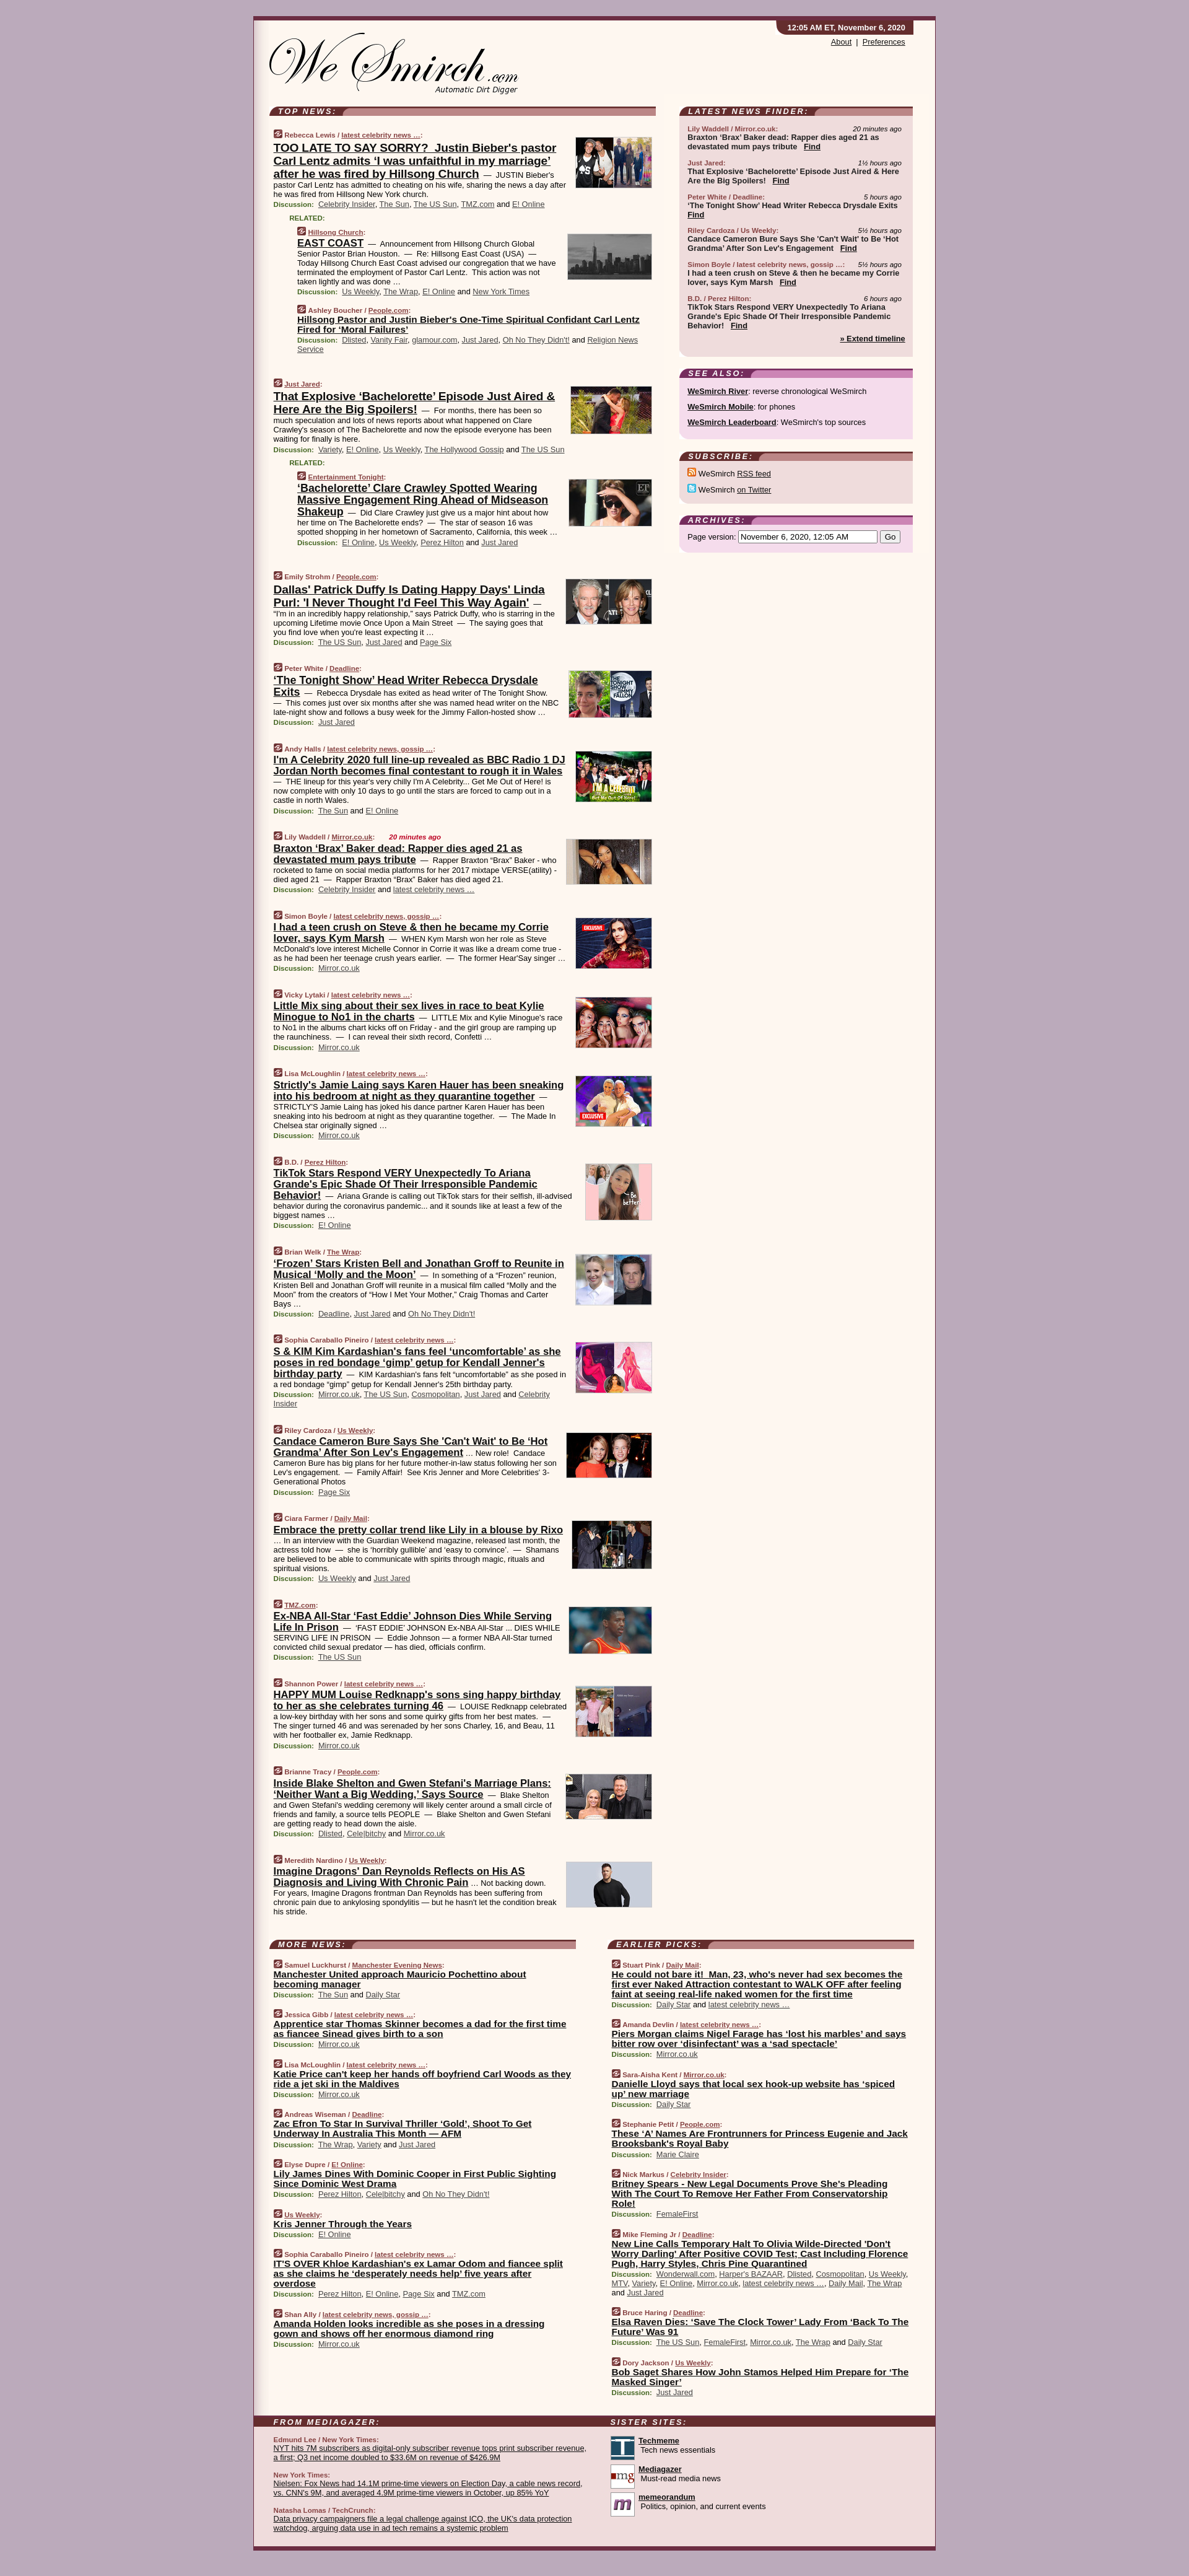 12:05 AM ET, November 6, 2020
About | Preferences
We Smirch.com
Automatic Dirt Digger
TOP NEWS:
Rebecca Lewis / latest celebrity news …:
TOO LATE TO SAY SORRY?  Justin Bieber's pastor
Carl Lentz admits ‘I was unfaithful in my marriage’
after he was fired by Hillsong Church — JUSTIN Bieber's
pastor Carl Lentz has admitted to cheating on his wife, sharing the news a day after
he was fired from Hillsong New York church.
Discussion: Celebrity Insider, The Sun, The US Sun, TMZ.com and E! Online
RELATED:
Hillsong Church:
EAST COAST — Announcement from Hillsong Church Global
Senior Pastor Brian Houston. — Re: Hillsong East Coast (USA) —
Today Hillsong Church East Coast advised our congregation that we have
terminated the employment of Pastor Carl Lentz. This action was not
taken lightly and was done …
Discussion: Us Weekly, The Wrap, E! Online and New York Times
Ashley Boucher / People.com:
Hillsong Pastor and Justin Bieber's One-Time Spiritual Confidant Carl Lentz
Fired for ‘Moral Failures’
Discussion: Dlisted, Vanity Fair, glamour.com, Just Jared, Oh No They Didn't! and Religion News
Service
Just Jared:
That Explosive ‘Bachelorette’ Episode Just Aired &
Here Are the Big Spoilers! — For months, there has been so
much speculation and lots of news reports about what happened on Clare
Crawley's season of The Bachelorette and now the episode everyone has been
waiting for finally is here.
Discussion: Variety, E! Online, Us Weekly, The Hollywood Gossip and The US Sun
RELATED:
Entertainment Tonight:
‘Bachelorette’ Clare Crawley Spotted Wearing
Massive Engagement Ring Ahead of Midseason
Shakeup — Did Clare Crawley just give us a major hint about how
her time on The Bachelorette ends? — The star of season 16 was
spotted shopping in her hometown of Sacramento, California, this week …
Discussion: E! Online, Us Weekly, Perez Hilton and Just Jared
Emily Strohm / People.com:
Dallas' Patrick Duffy Is Dating Happy Days' Linda
Purl: 'I Never Thought I'd Feel This Way Again' —
“I'm in an incredibly happy relationship,” says Patrick Duffy, who is starring in the
upcoming Lifetime movie Once Upon a Main Street — The saying goes that
you find love when you're least expecting it …
Discussion: The US Sun, Just Jared and Page Six
Peter White / Deadline:
‘The Tonight Show’ Head Writer Rebecca Drysdale
Exits — Rebecca Drysdale has exited as head writer of The Tonight Show.
— This comes just over six months after she was named head writer on the NBC
late-night show and follows a busy week for the Jimmy Fallon-hosted show …
Discussion: Just Jared
Andy Halls / latest celebrity news, gossip …:
I'm A Celebrity 2020 full line-up revealed as BBC Radio 1 DJ
Jordan North becomes final contestant to rough it in Wales
— THE lineup for this year's very chilly I'm A Celebrity... Get Me Out of Here! is
now complete with only 10 days to go until the stars are forced to camp out in a
castle in north Wales.
Discussion: The Sun and E! Online
Lily Waddell / Mirror.co.uk: 20 minutes ago
Braxton ‘Brax’ Baker dead: Rapper dies aged 21 as
devastated mum pays tribute — Rapper Braxton “Brax” Baker - who
rocketed to fame on social media platforms for her 2017 mixtape VERSE(atility) -
died aged 21 — Rapper Braxton “Brax” Baker has died aged 21.
Discussion: Celebrity Insider and latest celebrity news …
Simon Boyle / latest celebrity news, gossip …:
I had a teen crush on Steve & then he became my Corrie
lover, says Kym Marsh — WHEN Kym Marsh won her role as Steve
McDonald's love interest Michelle Connor in Corrie it was like a dream come true -
as he had been her teenage crush years earlier. — The former Hear'Say singer …
Discussion: Mirror.co.uk
Vicky Lytaki / latest celebrity news …:
Little Mix sing about their sex lives in race to beat Kylie
Minogue to No1 in the charts — LITTLE Mix and Kylie Minogue's race
to No1 in the albums chart kicks off on Friday - and the girl group are ramping up
the raunchiness. — I can reveal their sixth record, Confetti …
Discussion: Mirror.co.uk
Lisa McLoughlin / latest celebrity news …:
Strictly's Jamie Laing says Karen Hauer has been sneaking
into his bedroom at night as they quarantine together —
STRICTLY'S Jamie Laing has joked his dance partner Karen Hauer has been
sneaking into his bedroom at night as they quarantine together. — The Made In
Chelsea star originally signed …
Discussion: Mirror.co.uk
B.D. / Perez Hilton:
TikTok Stars Respond VERY Unexpectedly To Ariana
Grande's Epic Shade Of Their Irresponsible Pandemic
Behavior! — Ariana Grande is calling out TikTok stars for their selfish, ill-advised
behavior during the coronavirus pandemic... and it sounds like at least a few of the
biggest names …
Discussion: E! Online
Brian Welk / The Wrap:
‘Frozen’ Stars Kristen Bell and Jonathan Groff to Reunite in
Musical ‘Molly and the Moon’ — In something of a “Frozen” reunion,
Kristen Bell and Jonathan Groff will reunite in a musical film called “Molly and the
Moon” from the creators of “How I Met Your Mother,” Craig Thomas and Carter
Bays …
Discussion: Deadline, Just Jared and Oh No They Didn't!
Sophia Caraballo Pineiro / latest celebrity news …:
S & KIM Kim Kardashian's fans feel ‘uncomfortable’ as she
poses in red bondage ‘gimp’ getup for Kendall Jenner's
birthday party — KIM Kardashian's fans felt “uncomfortable” as she posed in
a red bondage “gimp” getup for Kendall Jenner's 25th birthday party.
Discussion: Mirror.co.uk, The US Sun, Cosmopolitan, Just Jared and Celebrity
Insider
Riley Cardoza / Us Weekly:
Candace Cameron Bure Says She 'Can't Wait' to Be ‘Hot
Grandma’ After Son Lev's Engagement … New role!  Candace
Cameron Bure has big plans for her future mother-in-law status following her son
Lev's engagement. — Family Affair!  See Kris Jenner and More Celebrities' 3-
Generational Photos
Discussion: Page Six
Ciara Farmer / Daily Mail:
Embrace the pretty collar trend like Lily in a blouse by Rixo
… In an interview with the Guardian Weekend magazine, released last month, the
actress told how — she is ‘horribly gullible’ and ‘easy to convince’. — Shamans
are believed to be able to communicate with spirits through magic, rituals and
spiritual visions.
Discussion: Us Weekly and Just Jared
TMZ.com:
Ex-NBA All-Star ‘Fast Eddie’ Johnson Dies While Serving
Life In Prison — ‘FAST EDDIE’ JOHNSON Ex-NBA All-Star ... DIES WHILE
SERVING LIFE IN PRISON — Eddie Johnson — a former NBA All-Star turned
convicted child sexual predator — has died, officials confirm.
Discussion: The US Sun
Shannon Power / latest celebrity news …:
HAPPY MUM Louise Redknapp's sons sing happy birthday
to her as she celebrates turning 46 — LOUISE Redknapp celebrated
a low-key birthday with her sons and some quirky gifts from her best mates. —
The singer turned 46 and was serenaded by her sons Charley, 16, and Beau, 11
with her footballer ex, Jamie Redknapp.
Discussion: Mirror.co.uk
Brianne Tracy / People.com:
Inside Blake Shelton and Gwen Stefani's Marriage Plans:
‘Neither Want a Big Wedding,’ Says Source — Blake Shelton
and Gwen Stefani's wedding ceremony will likely center around a small circle of
friends and family, a source tells PEOPLE — Blake Shelton and Gwen Stefani
are getting ready to head down the aisle.
Discussion: Dlisted, Cele|bitchy and Mirror.co.uk
Meredith Nardino / Us Weekly:
Imagine Dragons' Dan Reynolds Reflects on His AS
Diagnosis and Living With Chronic Pain … Not backing down.
For years, Imagine Dragons frontman Dan Reynolds has been suffering from
chronic pain due to ankylosing spondylitis — but he hasn't let the condition break
his stride.
LATEST NEWS FINDER:
Lily Waddell / Mirror.co.uk: 20 minutes ago
Braxton ‘Brax’ Baker dead: Rapper dies aged 21 as
devastated mum pays tribute Find
Just Jared: 1½ hours ago
That Explosive ‘Bachelorette’ Episode Just Aired & Here
Are the Big Spoilers! Find
Peter White / Deadline: 5 hours ago
‘The Tonight Show’ Head Writer Rebecca Drysdale Exits
Find
Riley Cardoza / Us Weekly: 5½ hours ago
Candace Cameron Bure Says She 'Can't Wait' to Be ‘Hot
Grandma’ After Son Lev's Engagement Find
Simon Boyle / latest celebrity news, gossip …: 5½ hours ago
I had a teen crush on Steve & then he became my Corrie
lover, says Kym Marsh Find
B.D. / Perez Hilton: 6 hours ago
TikTok Stars Respond VERY Unexpectedly To Ariana
Grande's Epic Shade Of Their Irresponsible Pandemic
Behavior! Find
» Extend timeline
SEE ALSO:
WeSmirch River: reverse chronological WeSmirch
WeSmirch Mobile: for phones
WeSmirch Leaderboard: WeSmirch's top sources
SUBSCRIBE:
WeSmirch RSS feed
WeSmirch on Twitter
ARCHIVES:
Page version: November 6, 2020, 12:05 AM Go
MORE NEWS:
Samuel Luckhurst / Manchester Evening News:
Manchester United approach Mauricio Pochettino about
becoming manager
Discussion: The Sun and Daily Star
Jessica Gibb / latest celebrity news …:
Apprentice star Thomas Skinner becomes a dad for the first time
as fiancee Sinead gives birth to a son
Discussion: Mirror.co.uk
Lisa McLoughlin / latest celebrity news …:
Katie Price can't keep her hands off boyfriend Carl Woods as they
ride a jet ski in the Maldives
Discussion: Mirror.co.uk
Andreas Wiseman / Deadline:
Zac Efron To Star In Survival Thriller ‘Gold’, Shoot To Get
Underway In Australia This Month — AFM
Discussion: The Wrap, Variety and Just Jared
Elyse Dupre / E! Online:
Lily James Dines With Dominic Cooper in First Public Sighting
Since Dominic West Drama
Discussion: Perez Hilton, Cele|bitchy and Oh No They Didn't!
Us Weekly:
Kris Jenner Through the Years
Discussion: E! Online
Sophia Caraballo Pineiro / latest celebrity news …:
IT'S OVER Khloe Kardashian's ex Lamar Odom and fiancee split
as she claims he ‘desperately needs help’ five years after
overdose
Discussion: Perez Hilton, E! Online, Page Six and TMZ.com
Shan Ally / latest celebrity news, gossip …:
Amanda Holden looks incredible as she poses in a dressing
gown and shows off her enormous diamond ring
Discussion: Mirror.co.uk
EARLIER PICKS:
Stuart Pink / Daily Mail:
He could not bare it!  Man, 23, who's never had sex becomes the
first ever Naked Attraction contestant to WALK OFF after feeling
faint at seeing real-life naked women for the first time
Discussion: Daily Star and latest celebrity news …
Amanda Devlin / latest celebrity news …:
Piers Morgan claims Nigel Farage has ‘lost his marbles’ and says
bitter row over ‘disinfectant’ was a ‘sad spectacle’
Discussion: Mirror.co.uk
Sara-Aisha Kent / Mirror.co.uk:
Danielle Lloyd says that local sex hook-up website has ‘spiced
up’ new marriage
Discussion: Daily Star
Stephanie Petit / People.com:
These ‘A’ Names Are Frontrunners for Princess Eugenie and Jack
Brooksbank's Royal Baby
Discussion: Marie Claire
Nick Markus / Celebrity Insider:
Britney Spears - New Legal Documents Prove She's Pleading
With The Court To Remove Her Father From Conservatorship
Role!
Discussion: FemaleFirst
Mike Fleming Jr / Deadline:
New Line Calls Temporary Halt To Olivia Wilde-Directed 'Don't
Worry Darling' After Positive COVID Test; Cast Including Florence
Pugh, Harry Styles, Chris Pine Quarantined
Discussion: Wonderwall.com, Harper's BAZAAR, Dlisted, Cosmopolitan, Us Weekly,
MTV, Variety, E! Online, Mirror.co.uk, latest celebrity news …, Daily Mail, The Wrap
and Just Jared
Bruce Haring / Deadline:
Elsa Raven Dies: ‘Save The Clock Tower’ Lady From ‘Back To The
Future’ Was 91
Discussion: The US Sun, FemaleFirst, Mirror.co.uk, The Wrap and Daily Star
Dory Jackson / Us Weekly:
Bob Saget Shares How John Stamos Helped Him Prepare for ‘The
Masked Singer’
Discussion: Just Jared
FROM MEDIAGAZER:
Edmund Lee / New York Times:
NYT hits 7M subscribers as digital-only subscriber revenue tops print subscriber revenue,
a first; Q3 net income doubled to $33.6M on revenue of $426.9M
New York Times:
Nielsen: Fox News had 14.1M prime-time viewers on Election Day, a cable news record,
vs. CNN's 9M, and averaged 4.9M prime-time viewers in October, up 85% YoY
Natasha Lomas / TechCrunch:
Data privacy campaigners file a legal challenge against ICO, the UK's data protection
watchdog, arguing data use in ad tech remains a systemic problem
SISTER SITES:
Techmeme
Tech news essentials
Mediagazer
Must-read media news
memeorandum
Politics, opinion, and current events